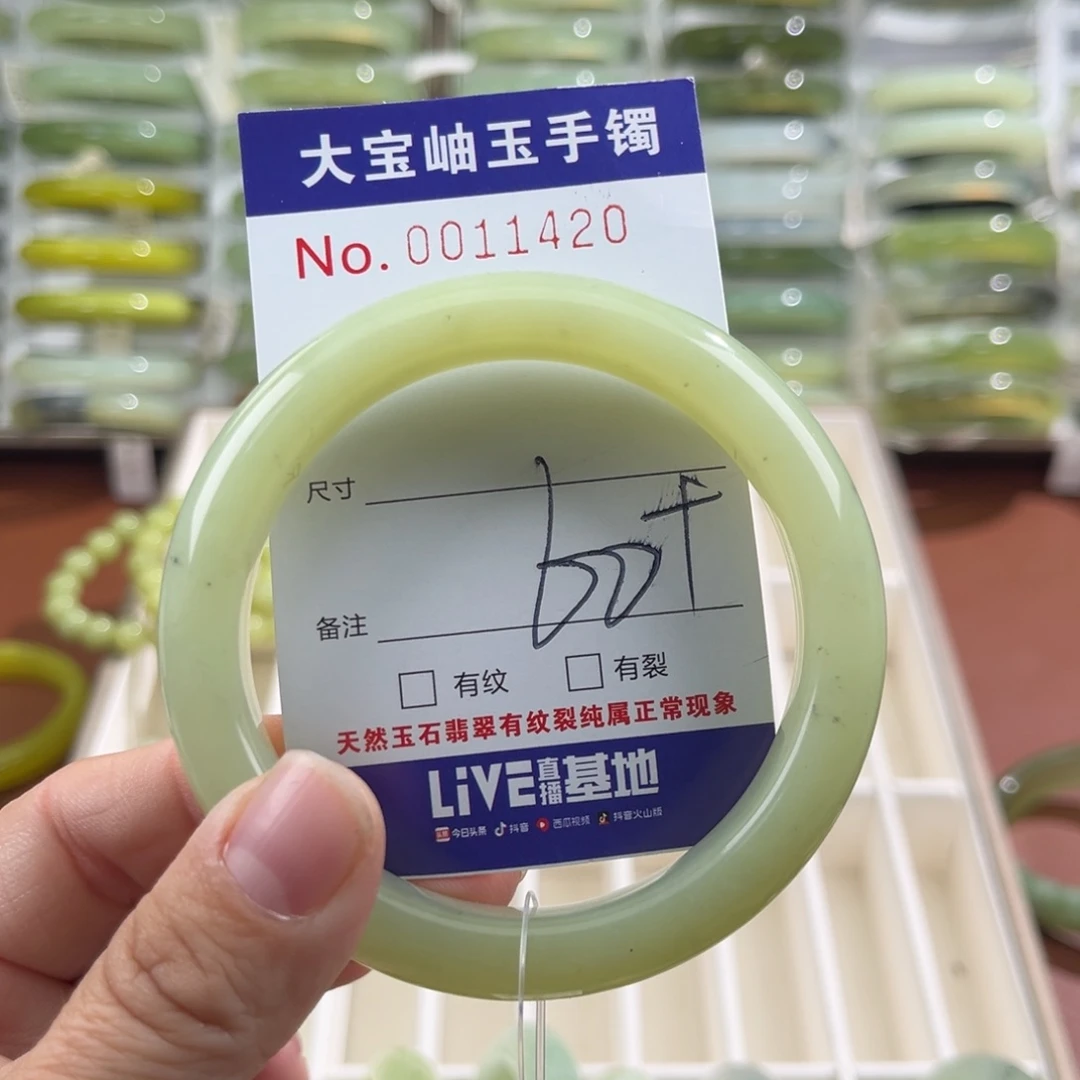 大宝岫玉手镯
No. 0011420
尺寸
60+
备注
□ 有纹 □ 有裂
天然玉石翡翠有纹裂纯属正常现象
LiVE直播基地
今日头条 抖音 西瓜视频 抖音火山版